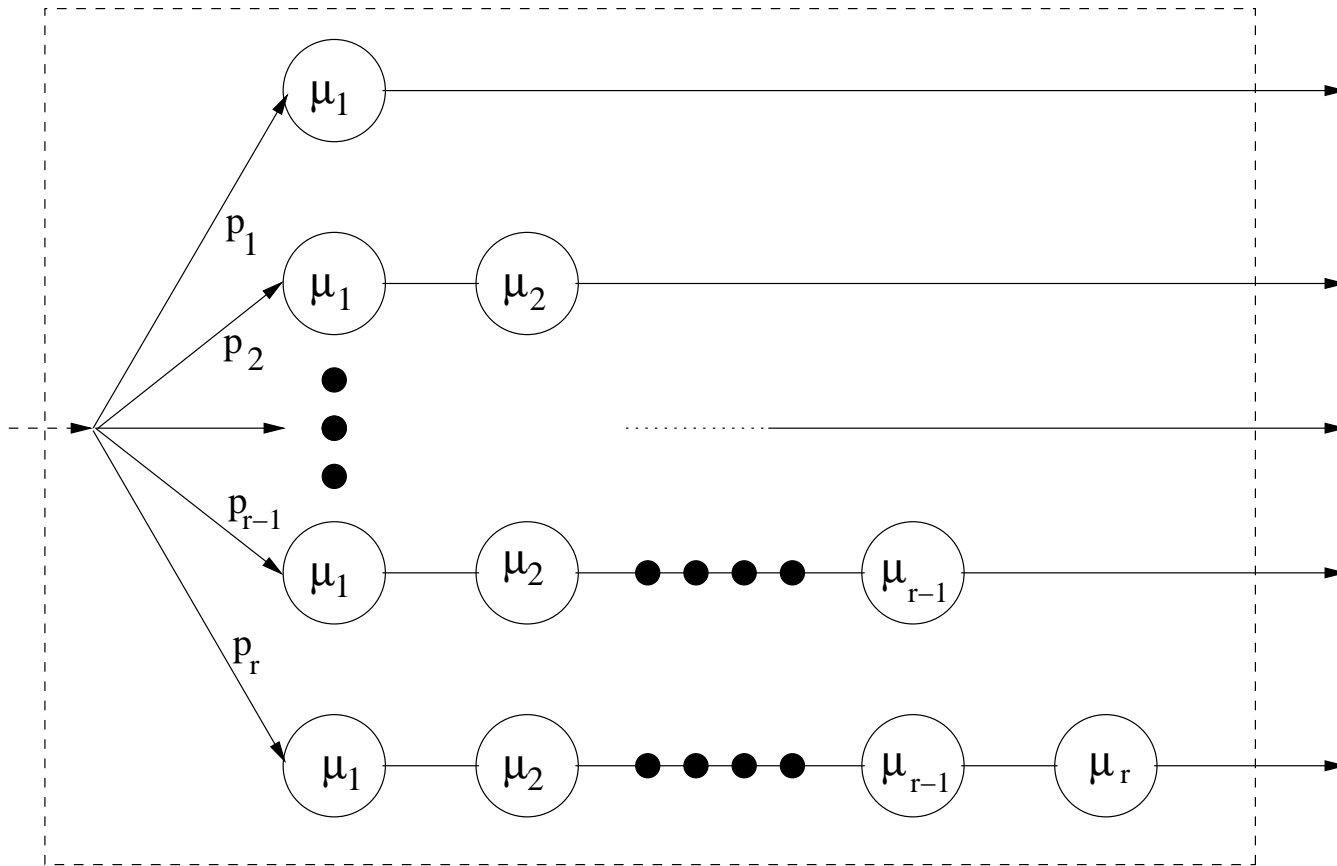 μ₁
p₁
μ₁ μ₂
p₂
p_{r−1}
μ₁ μ₂ μ_{r−1}
p_r
μ₁ μ₂ μ_{r−1} μ_r